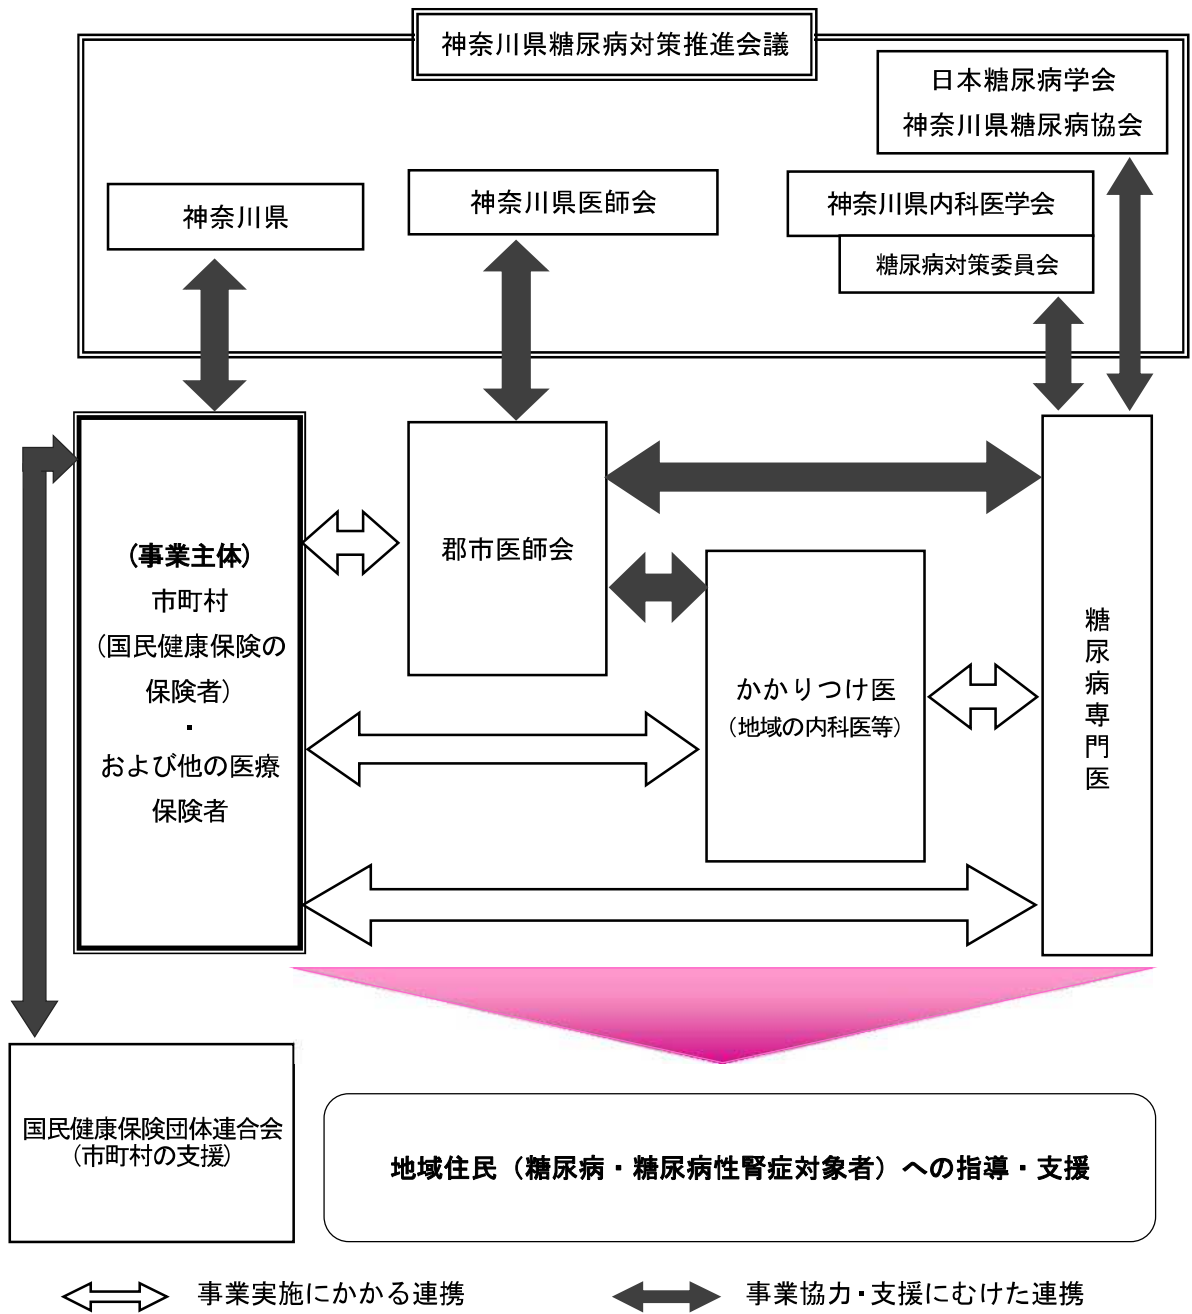 神奈川県糖尿病対策推進会議
日本糖尿病学会
神奈川県糖尿病協会
神奈川県
神奈川県医師会
神奈川県内科医学会
糖尿病対策委員会
(事業主体)
市町村
(国民健康保険の
保険者)
・
および他の医療
保険者
郡市医師会
かかりつけ医
(地域の内科医等)
糖尿病専門医
国民健康保険団体連合会
(市町村の支援)
地域住民（糖尿病・糖尿病性腎症対象者）への指導・支援
事業実施にかかる連携
事業協力・支援にむけた連携